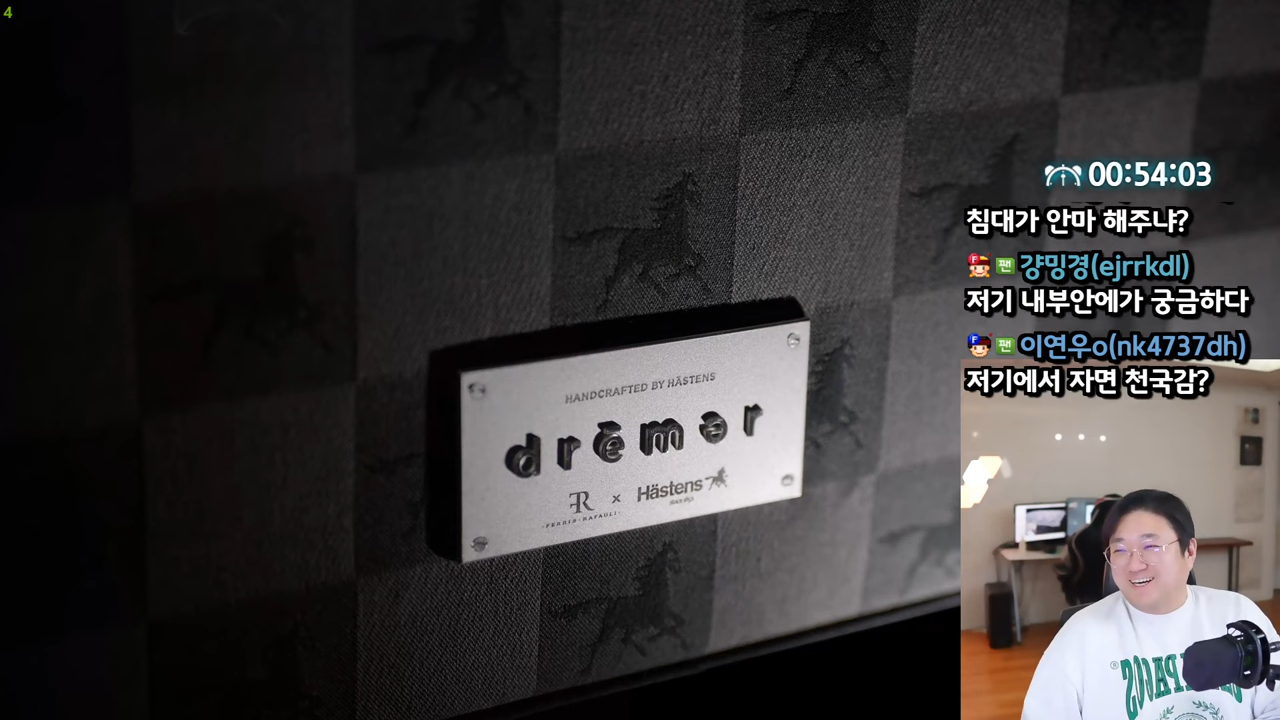 4
HANDCRAFTED BY HÄSTENS
drēmər
FR × Hästens
·FERRIS·RAFAULI·
00:54:03
침대가 안마 해주냐?
F 팬 걍밍경(ejrrkdl)
저기 내부안에가 궁금하다
F 팬 이연우o(nk4737dh)
저기에서 자면 천국감?